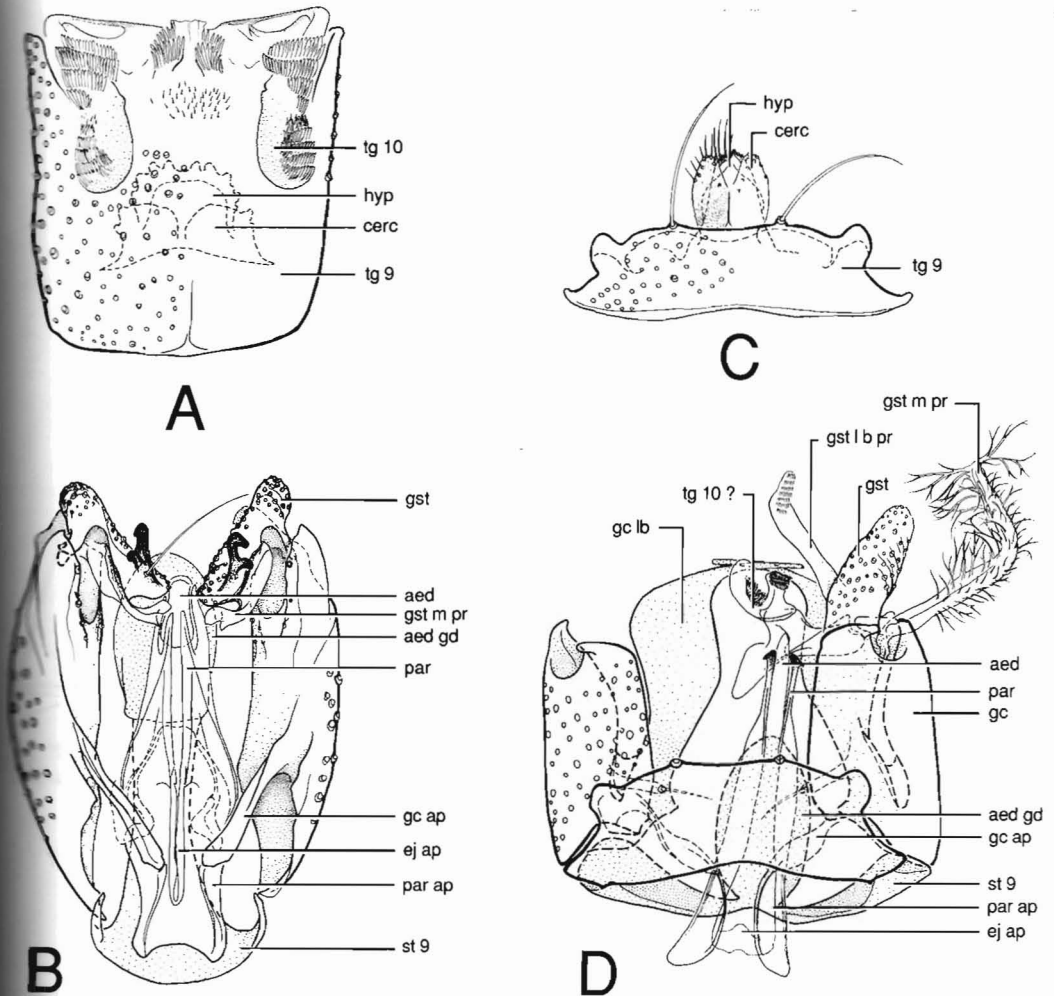 tg 10
hyp
cerc
tg 9
A
hyp
cerc
tg 9
C
gst
aed
gst m pr
aed gd
par
gc ap
ej ap
par ap
st 9
B
gst m pr
gst l b pr
gst
tg 10 ?
gc lb
aed
par
gc
aed gd
gc ap
st 9
par ap
ej ap
D